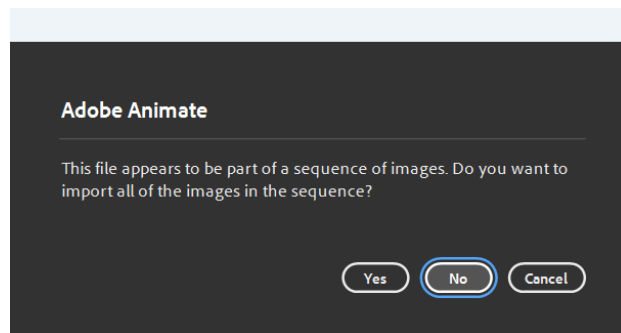 Adobe Animate
This file appears to be part of a sequence of images. Do you want to
import all of the images in the sequence?
Yes No Cancel